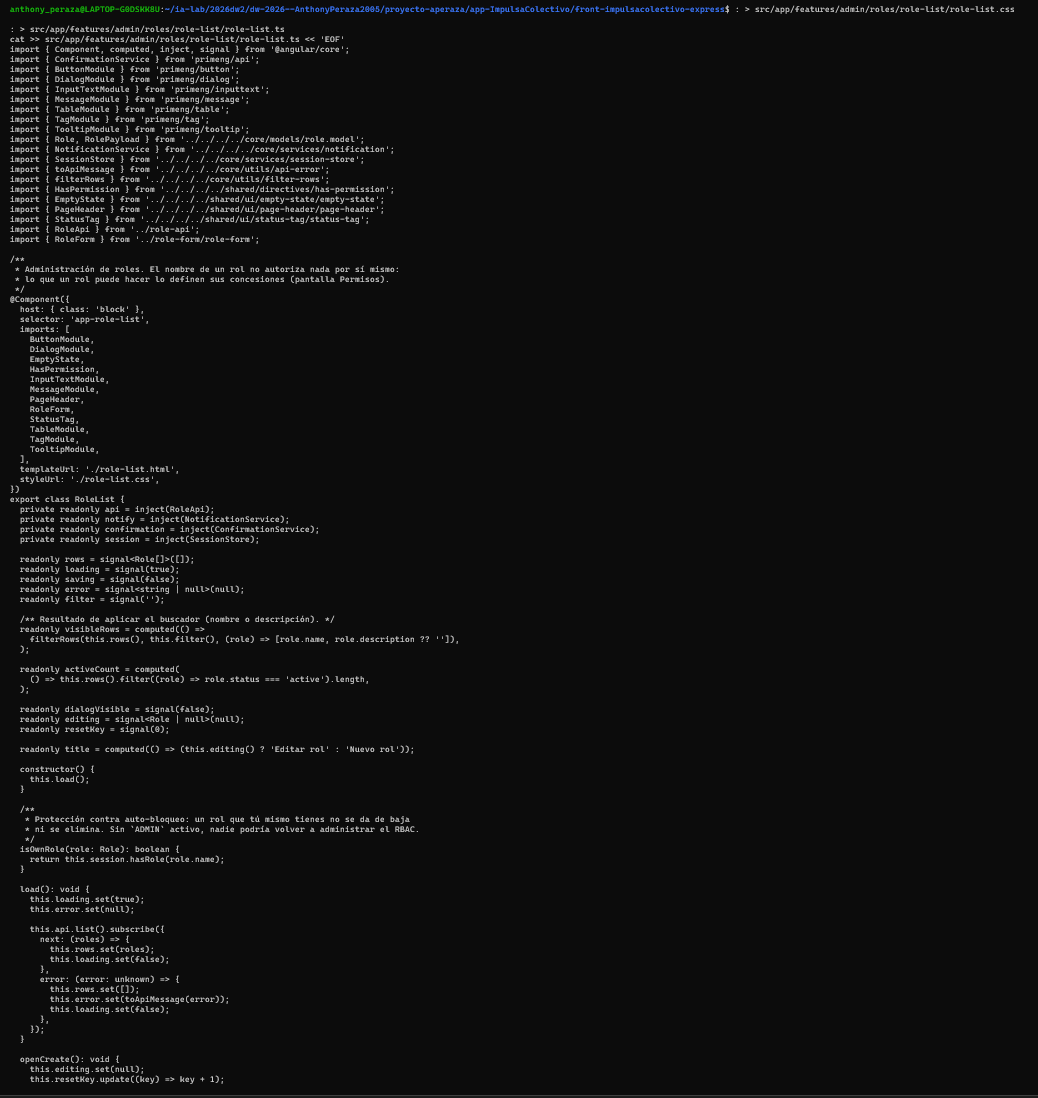 anthony_peraza@LAPTOP-G0DSKK8U:~/ia-lab/2026dw2/dw-2026--AnthonyPeraza2005/proyecto-aperaza/app-ImpulsaColectivo/front-impulsacolectivo-express$ : > src/app/features/admin/roles/role-list/role-list.css
: > src/app/features/admin/roles/role-list/role-list.ts
cat >> src/app/features/admin/roles/role-list/role-list.ts << 'EOF'
import { Component, computed, inject, signal } from '@angular/core';
import { ConfirmationService } from 'primeng/api';
import { ButtonModule } from 'primeng/button';
import { DialogModule } from 'primeng/dialog';
import { InputTextModule } from 'primeng/inputtext';
import { MessageModule } from 'primeng/message';
import { TableModule } from 'primeng/table';
import { TagModule } from 'primeng/tag';
import { TooltipModule } from 'primeng/tooltip';
import { Role, RolePayload } from '../../../../core/models/role.model';
import { NotificationService } from '../../../../core/services/notification';
import { SessionStore } from '../../../../core/services/session-store';
import { toApiMessage } from '../../../../core/utils/api-error';
import { filterRows } from '../../../../core/utils/filter-rows';
import { HasPermission } from '../../../../shared/directives/has-permission';
import { EmptyState } from '../../../../shared/ui/empty-state/empty-state';
import { PageHeader } from '../../../../shared/ui/page-header/page-header';
import { StatusTag } from '../../../../shared/ui/status-tag/status-tag';
import { RoleApi } from '../role-api';
import { RoleForm } from '../role-form/role-form';
/**
 * Administración de roles. El nombre de un rol no autoriza nada por sí mismo:
 * lo que un rol puede hacer lo definen sus concesiones (pantalla Permisos).
 */
@Component({
  host: { class: 'block' },
  selector: 'app-role-list',
  imports: [
    ButtonModule,
    DialogModule,
    EmptyState,
    HasPermission,
    InputTextModule,
    MessageModule,
    PageHeader,
    RoleForm,
    StatusTag,
    TableModule,
    TagModule,
    TooltipModule,
  ],
  templateUrl: './role-list.html',
  styleUrl: './role-list.css',
})
export class RoleList {
  private readonly api = inject(RoleApi);
  private readonly notify = inject(NotificationService);
  private readonly confirmation = inject(ConfirmationService);
  private readonly session = inject(SessionStore);
  readonly rows = signal<Role[]>([]);
  readonly loading = signal(true);
  readonly saving = signal(false);
  readonly error = signal<string | null>(null);
  readonly filter = signal('');
  /** Resultado de aplicar el buscador (nombre o descripción). */
  readonly visibleRows = computed(() =>
    filterRows(this.rows(), this.filter(), (role) => [role.name, role.description ?? '']),
  );
  readonly activeCount = computed(
    () => this.rows().filter((role) => role.status === 'active').length,
  );
  readonly dialogVisible = signal(false);
  readonly editing = signal<Role | null>(null);
  readonly resetKey = signal(0);
  readonly title = computed(() => (this.editing() ? 'Editar rol' : 'Nuevo rol'));
  constructor() {
    this.load();
  }
  /**
   * Protección contra auto-bloqueo: un rol que tú mismo tienes no se da de baja
   * ni se elimina. Sin `ADMIN` activo, nadie podría volver a administrar el RBAC.
   */
  isOwnRole(role: Role): boolean {
    return this.session.hasRole(role.name);
  }
  load(): void {
    this.loading.set(true);
    this.error.set(null);
    this.api.list().subscribe({
      next: (roles) => {
        this.rows.set(roles);
        this.loading.set(false);
      },
      error: (error: unknown) => {
        this.rows.set([]);
        this.error.set(toApiMessage(error));
        this.loading.set(false);
      },
    });
  }
  openCreate(): void {
    this.editing.set(null);
    this.resetKey.update((key) => key + 1);